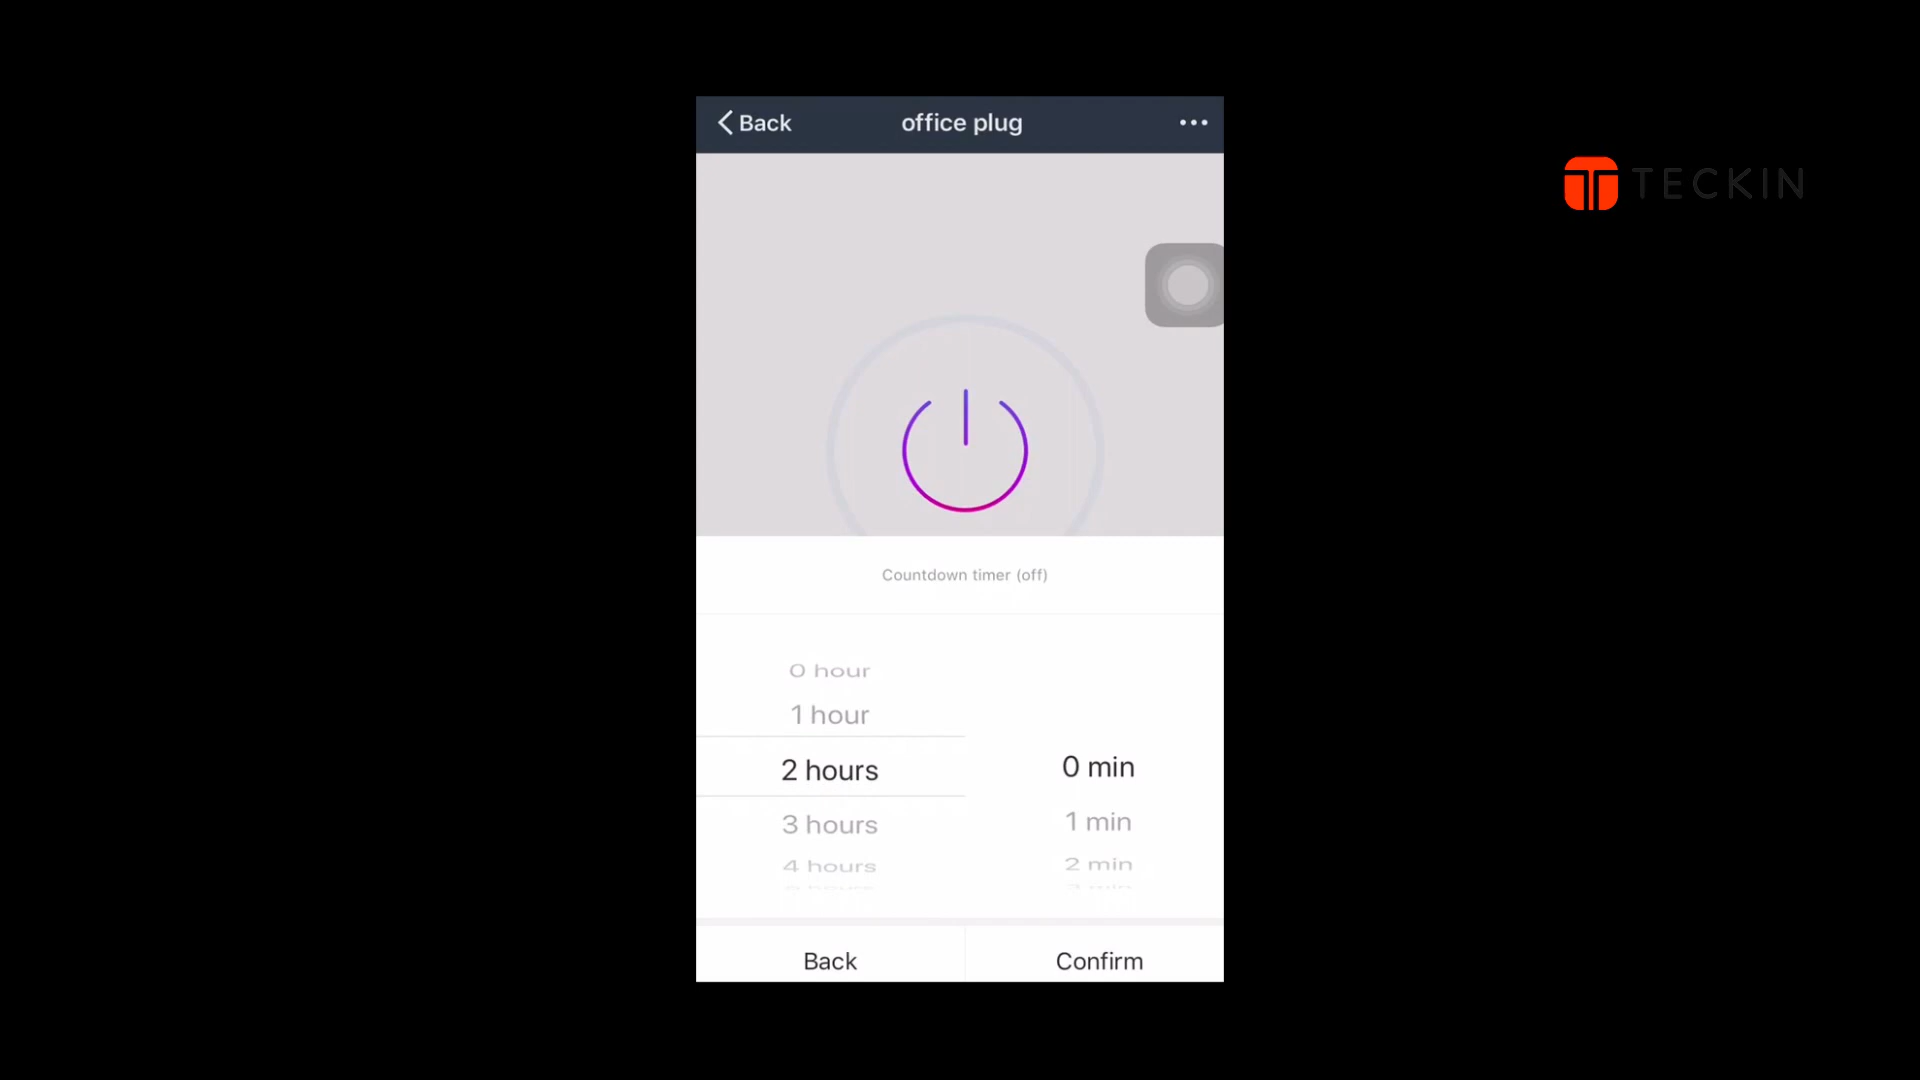 Back
office plug
TECKIN
Countdown timer (off)
0 hour
1 hour
2 hours
0 min
3 hours
1 min
4 hours
2 min
Back
Confirm